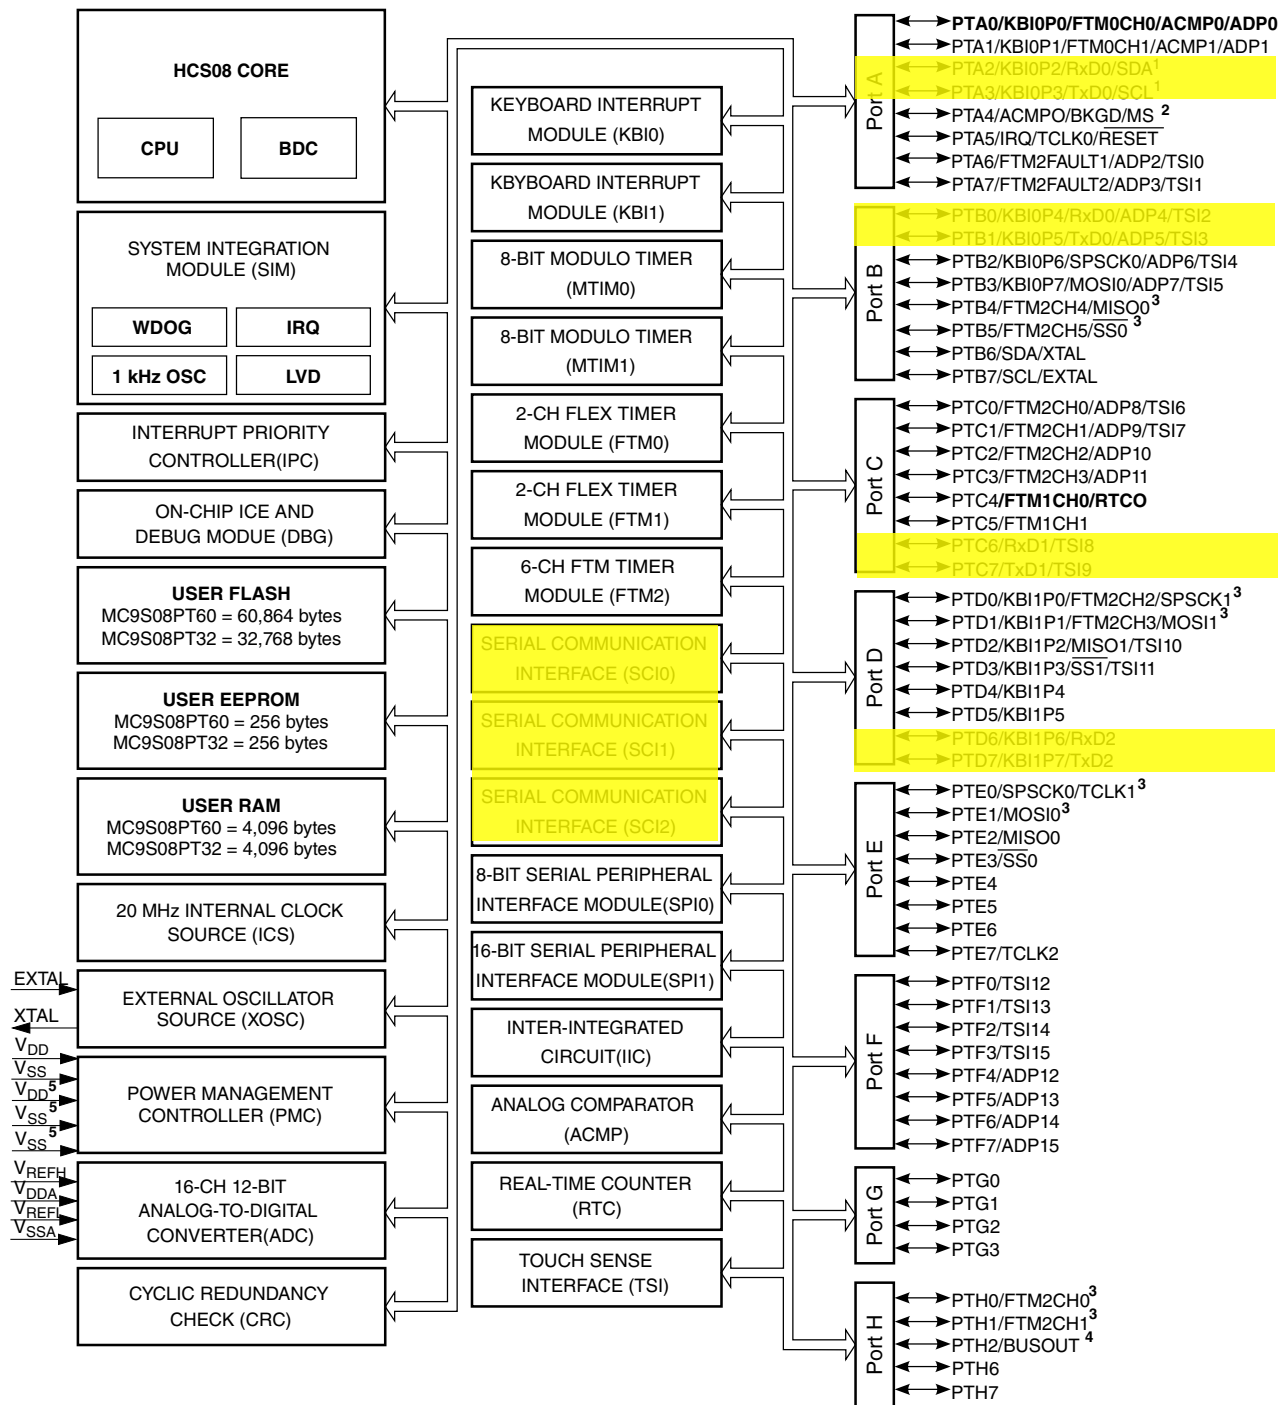 HCS08 CORE
CPU
BDC
SYSTEM INTEGRATION
MODULE (SIM)
WDOG
IRQ
1 kHz OSC
LVD
INTERRUPT PRIORITY
CONTROLLER(IPC)
ON-CHIP ICE AND
DEBUG MODUE (DBG)
USER FLASH
MC9S08PT60 = 60,864 bytes
MC9S08PT32 = 32,768 bytes
USER EEPROM
MC9S08PT60 = 256 bytes
MC9S08PT32 = 256 bytes
USER RAM
MC9S08PT60 = 4,096 bytes
MC9S08PT32 = 4,096 bytes
20 MHz INTERNAL CLOCK
SOURCE (ICS)
EXTERNAL OSCILLATOR
SOURCE (XOSC)
POWER MANAGEMENT
CONTROLLER (PMC)
16-CH 12-BIT
ANALOG-TO-DIGITAL
CONVERTER(ADC)
CYCLIC REDUNDANCY
CHECK (CRC)
EXTAL
XTAL
VDD
VSS
VDD5
VSS5
VSS5
VREFH
VDDA
VREFL
VSSA
KEYBOARD INTERRUPT
MODULE (KBI0)
KBYBOARD INTERRUPT
MODULE (KBI1)
8-BIT MODULO TIMER
(MTIM0)
8-BIT MODULO TIMER
(MTIM1)
2-CH FLEX TIMER
MODULE (FTM0)
2-CH FLEX TIMER
MODULE (FTM1)
6-CH FTM TIMER
MODULE (FTM2)
SERIAL COMMUNICATION
INTERFACE (SCI0)
SERIAL COMMUNICATION
INTERFACE (SCI1)
SERIAL COMMUNICATION
INTERFACE (SCI2)
8-BIT SERIAL PERIPHERAL
INTERFACE MODULE(SPI0)
16-BIT SERIAL PERIPHERAL
INTERFACE MODULE(SPI1)
INTER-INTEGRATED
CIRCUIT(IIC)
ANALOG COMPARATOR
(ACMP)
REAL-TIME COUNTER
(RTC)
TOUCH SENSE
INTERFACE (TSI)
Port A
PTA0/KBI0P0/FTM0CH0/ACMP0/ADP0
PTA1/KBI0P1/FTM0CH1/ACMP1/ADP1
PTA2/KBI0P2/RxD0/SDA1
PTA3/KBI0P3/TxD0/SCL1
PTA4/ACMPO/BKGD/MS 2
PTA5/IRQ/TCLK0/RESET
PTA6/FTM2FAULT1/ADP2/TSI0
PTA7/FTM2FAULT2/ADP3/TSI1
Port B
PTB0/KBI0P4/RxD0/ADP4/TSI2
PTB1/KBI0P5/TxD0/ADP5/TSI3
PTB2/KBI0P6/SPSCK0/ADP6/TSI4
PTB3/KBI0P7/MOSI0/ADP7/TSI5
PTB4/FTM2CH4/MISO0 3
PTB5/FTM2CH5/SS0 3
PTB6/SDA/XTAL
PTB7/SCL/EXTAL
Port C
PTC0/FTM2CH0/ADP8/TSI6
PTC1/FTM2CH1/ADP9/TSI7
PTC2/FTM2CH2/ADP10
PTC3/FTM2CH3/ADP11
PTC4/FTM1CH0/RTCO
PTC5/FTM1CH1
PTC6/RxD1/TSI8
PTC7/TxD1/TSI9
Port D
PTD0/KBI1P0/FTM2CH2/SPSCK1 3
PTD1/KBI1P1/FTM2CH3/MOSI1 3
PTD2/KBI1P2/MISO1/TSI10
PTD3/KBI1P3/SS1/TSI11
PTD4/KBI1P4
PTD5/KBI1P5
PTD6/KBI1P6/RxD2
PTD7/KBI1P7/TxD2
Port E
PTE0/SPSCK0/TCLK1 3
PTE1/MOSI0 3
PTE2/MISO0
PTE3/SS0
PTE4
PTE5
PTE6
PTE7/TCLK2
Port F
PTF0/TSI12
PTF1/TSI13
PTF2/TSI14
PTF3/TSI15
PTF4/ADP12
PTF5/ADP13
PTF6/ADP14
PTF7/ADP15
Port G
PTG0
PTG1
PTG2
PTG3
Port H
PTH0/FTM2CH0 3
PTH1/FTM2CH1 3
PTH2/BUSOUT 4
PTH6
PTH7